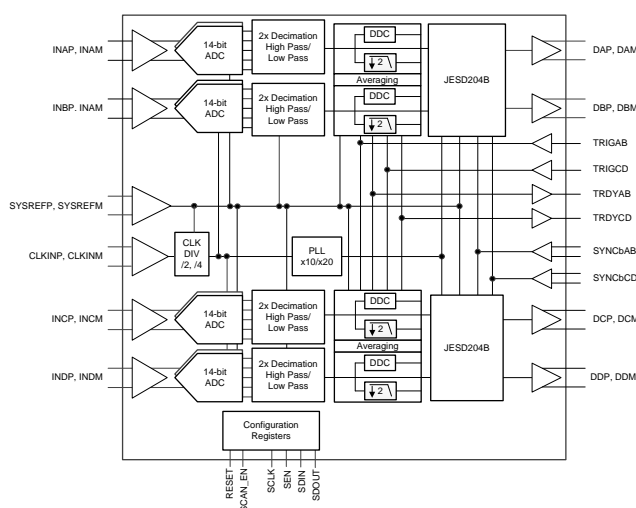 INAP, INAM
14-bit
ADC
2x Decimation
High Pass/
Low Pass
DDC
2
Averaging
JESD204B
DAP, DAM
INBP. INAM
14-bit
ADC
2x Decimation
High Pass/
Low Pass
DDC
2
DBP, DBM
TRIGAB
TRIGCD
TRDYAB
TRDYCD
SYSREFP, SYSREFM
CLKINP, CLKINM
CLK
DIV
/2, /4
PLL
x10/x20
SYNCbAB
SYNCbCD
INCP, INCM
14-bit
ADC
2x Decimation
High Pass/
Low Pass
DDC
2
Averaging
JESD204B
DCP, DCM
INDP, INDM
14-bit
ADC
2x Decimation
High Pass/
Low Pass
DDC
2
DDP, DDM
Configuration
Registers
RESET
SCAN_EN
SCLK
SEN
SDIN
SDOUT